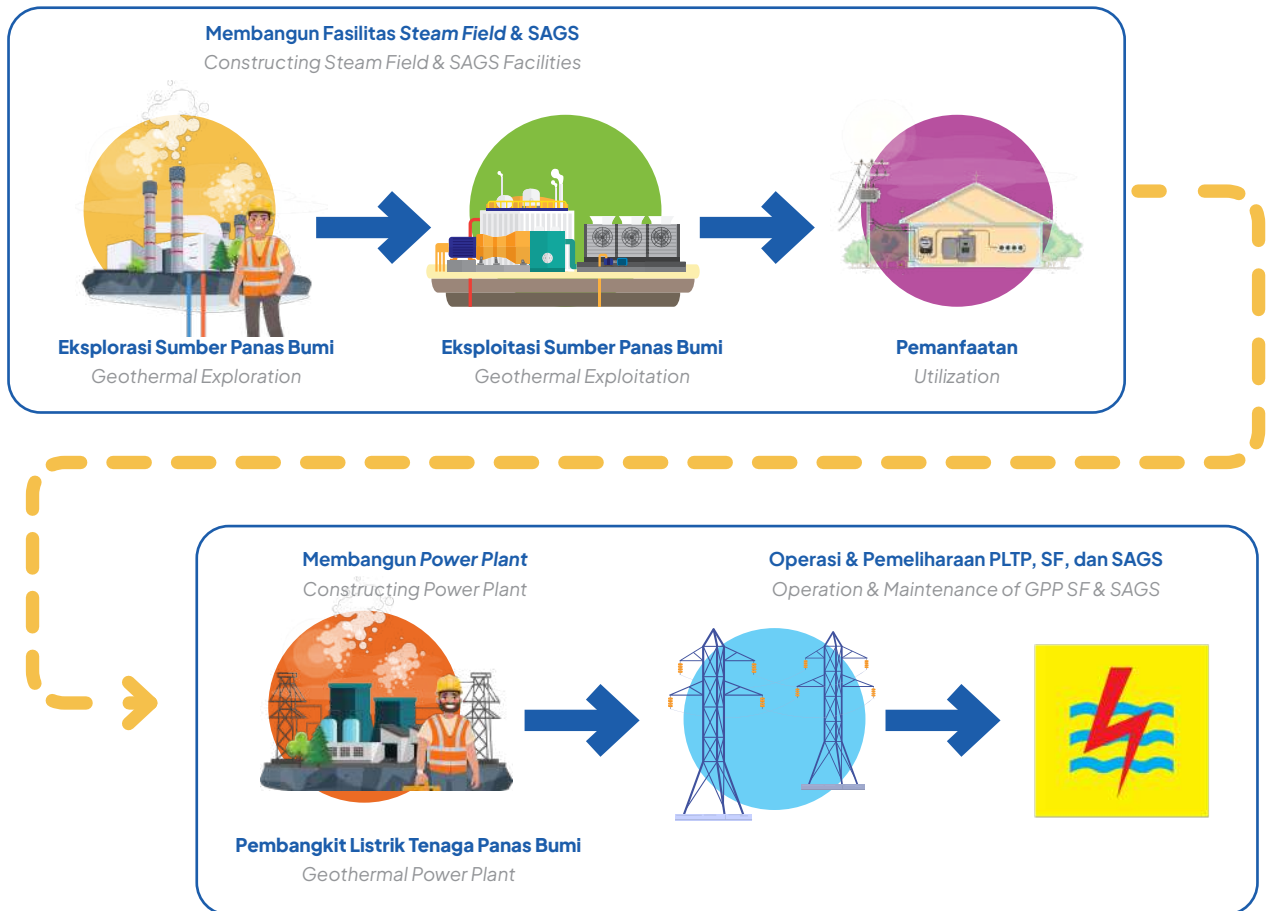 Membangun Fasilitas Steam Field & SAGS
Constructing Steam Field & SAGS Facilities
Eksplorasi Sumber Panas Bumi
Geothermal Exploration
Eksploitasi Sumber Panas Bumi
Geothermal Exploitation
Pemanfaatan
Utilization
Membangun Power Plant
Constructing Power Plant
Operasi & Pemeliharaan PLTP, SF, dan SAGS
Operation & Maintenance of GPP SF & SAGS
Pembangkit Listrik Tenaga Panas Bumi
Geothermal Power Plant